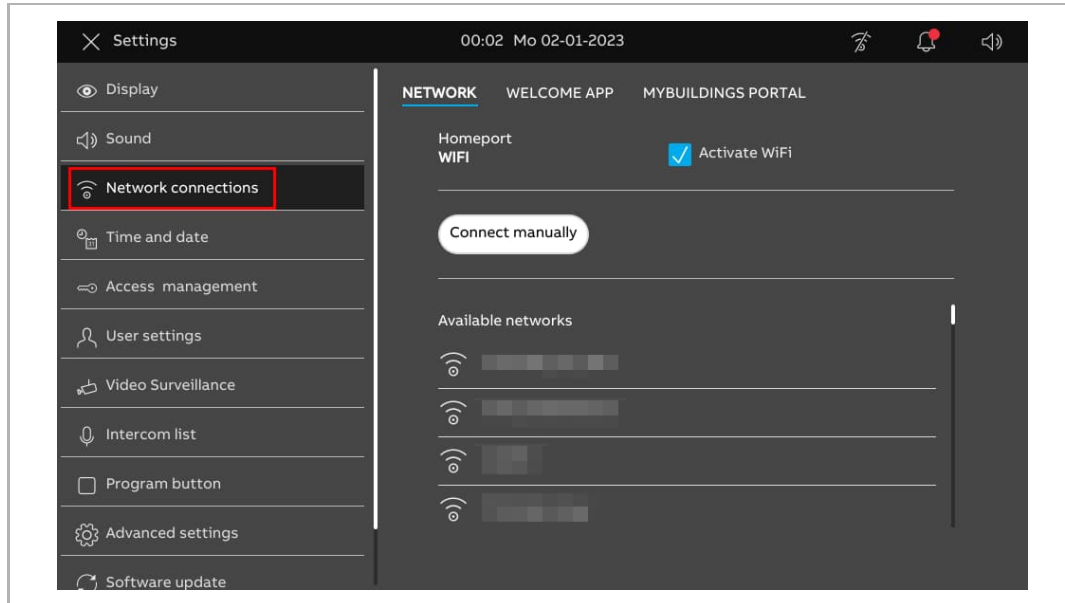 Settings
00:02 Mo 02-01-2023
Display
Sound
Network connections
Time and date
Access management
User settings
Video Surveillance
Intercom list
Program button
Advanced settings
Software update
NETWORK WELCOME APP MYBUILDINGS PORTAL
Homeport
WIFI
Activate WiFi
Connect manually
Available networks